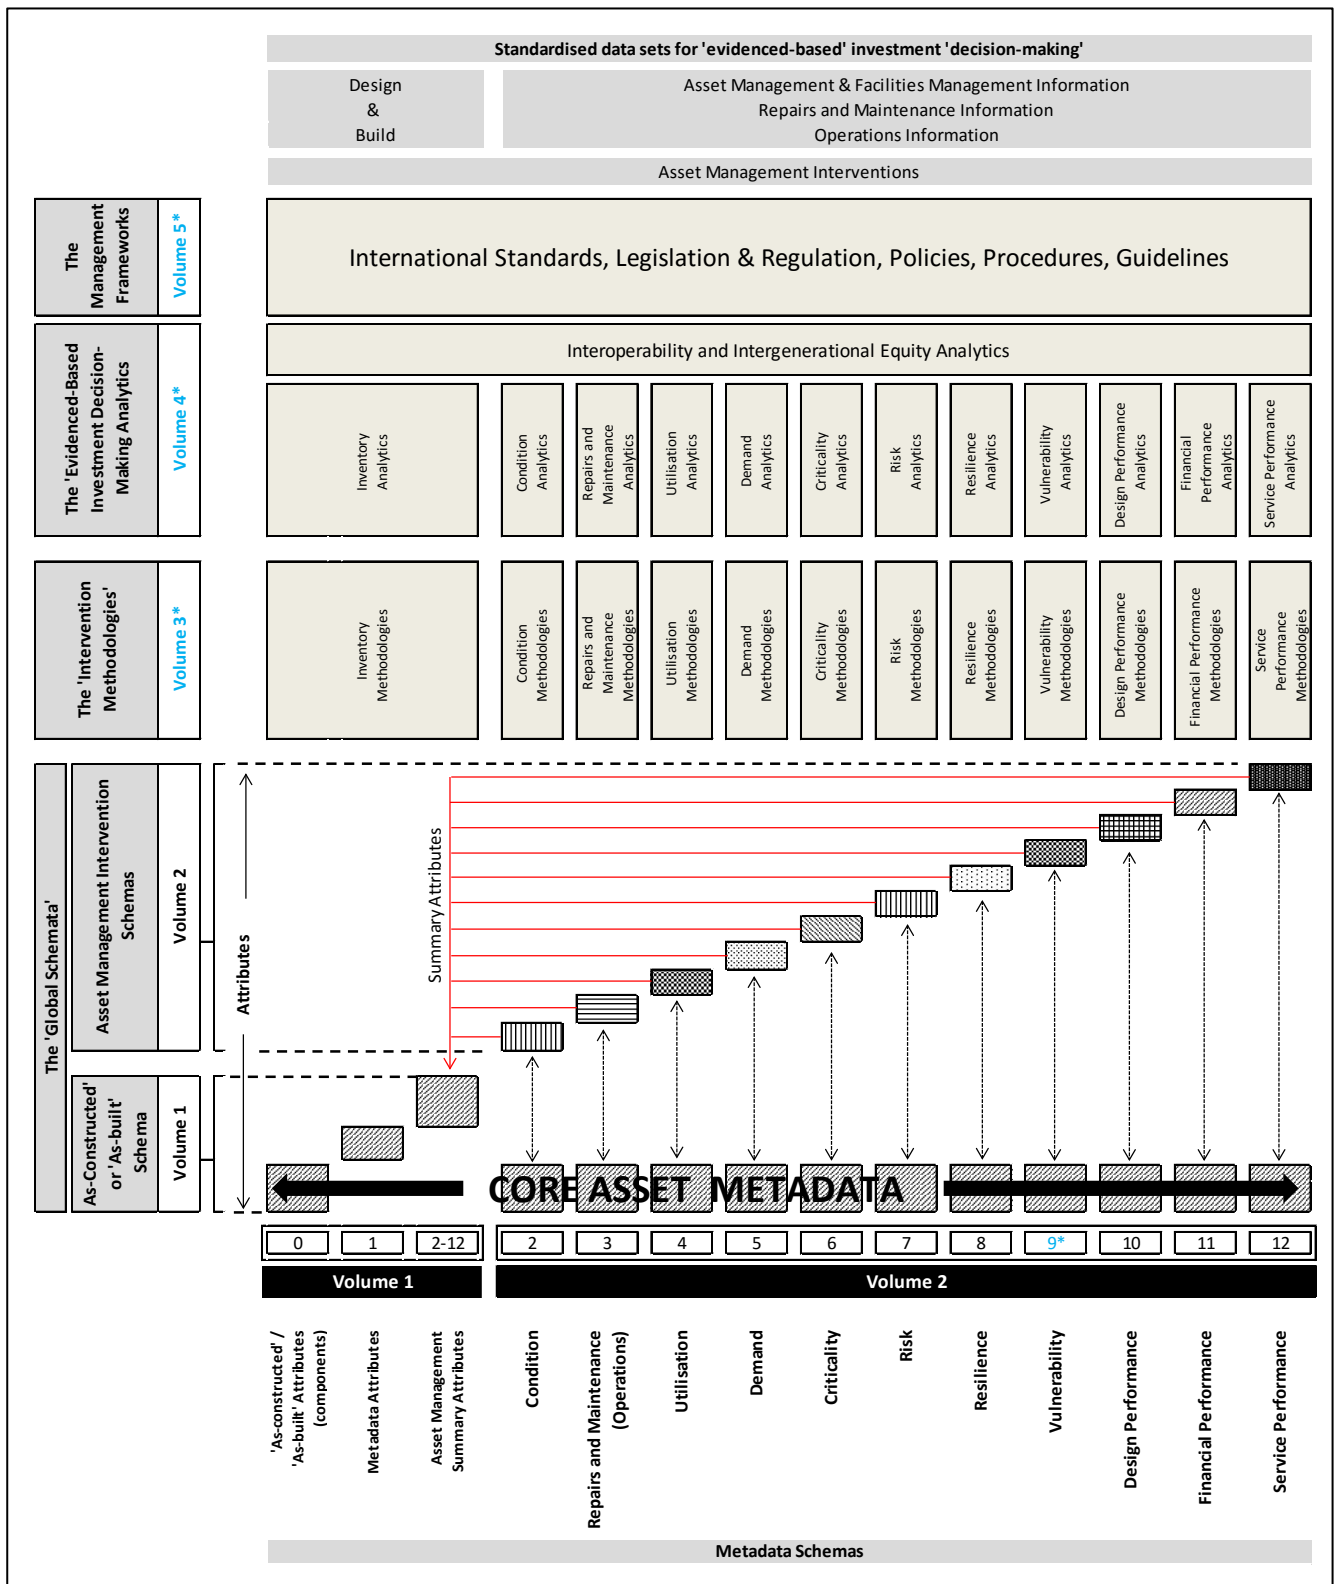 Standardised data sets for 'evidenced-based' investment 'decision-making'
Design
&
Build
Asset Management & Facilities Management Information
Repairs and Maintenance Information
Operations Information
Asset Management Interventions
The
Management
Frameworks
Volume 5*
International Standards, Legislation & Regulation, Policies, Procedures, Guidelines
The 'Evidenced-Based
Investment Decision-
Making Analytics
Volume 4*
Interoperability and Intergenerational Equity Analytics
Inventory
Analytics
Condition
Analytics
Repairs and
Maintenance
Analytics
Utilisation
Analytics
Demand
Analytics
Criticality
Analytics
Risk
Analytics
Resilience
Analytics
Vulnerability
Analytics
Design Performance
Analytics
Financial
Performance
Analytics
Service Performance
Analytics
The 'Intervention
Methodologies'
Volume 3*
Inventory
Methodologies
Condition
Methodologies
Repairs and
Maintenance
Methodologies
Utilisation
Methodologies
Demand
Methodologies
Criticality
Methodologies
Risk
Methodologies
Resilience
Methodologies
Vulnerability
Methodologies
Design Performance
Methodologies
Financial Performance
Methodologies
Service
Performance
Methodologies
The 'Global Schemata'
Asset Management Intervention
Schemas
Volume 2
Attributes
Summary Attributes
As-Constructed'
or 'As-built'
Schema
Volume 1
CORE ASSET METADATA
0
1
2-12
2
3
4
5
6
7
8
9*
10
11
12
Volume 1
Volume 2
'As-constructed' /
'As-built' Attributes
(components)
Metadata Attributes
Asset Management
Summary Attributes
Condition
Repairs and Maintenance
(Operations)
Utilisation
Demand
Criticality
Risk
Resilience
Vulnerability
Design Performance
Financial Performance
Service Performance
Metadata Schemas